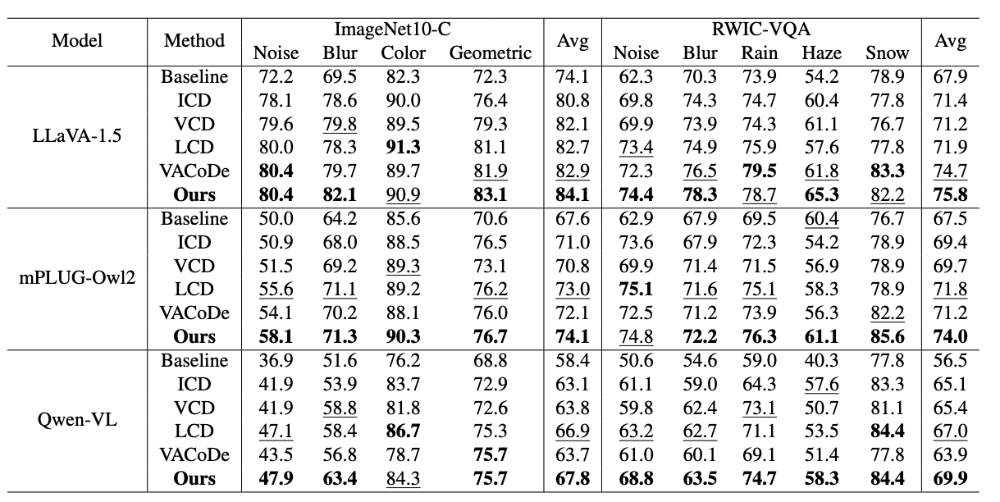 Model Method ImageNet10-C Avg RWIC-VQA Avg
Noise Blur Color Geometric Noise Blur Rain Haze Snow
LLaVA-1.5
Baseline 72.2 69.5 82.3 72.3 74.1 62.3 70.3 73.9 54.2 78.9 67.9
ICD 78.1 78.6 90.0 76.4 80.8 69.8 74.3 74.7 60.4 77.8 71.4
VCD 79.6 79.8 89.5 79.3 82.1 69.9 73.9 74.3 61.1 76.7 71.2
LCD 80.0 78.3 91.3 81.1 82.7 73.4 74.9 75.9 57.6 77.8 71.9
VACoDe 80.4 79.7 89.7 81.9 82.9 72.3 76.5 79.5 61.8 83.3 74.7
Ours 80.4 82.1 90.9 83.1 84.1 74.4 78.3 78.7 65.3 82.2 75.8
mPLUG-Owl2
Baseline 50.0 64.2 85.6 70.6 67.6 62.9 67.9 69.5 60.4 76.7 67.5
ICD 50.9 68.0 88.5 76.5 71.0 73.6 67.9 72.3 54.2 78.9 69.4
VCD 51.5 69.2 89.3 73.1 70.8 69.9 71.4 71.5 56.9 78.9 69.7
LCD 55.6 71.1 89.2 76.2 73.0 75.1 71.6 75.1 58.3 78.9 71.8
VACoDe 54.1 70.2 88.1 76.0 72.1 72.5 71.2 73.9 56.3 82.2 71.2
Ours 58.1 71.3 90.3 76.7 74.1 74.8 72.2 76.3 61.1 85.6 74.0
Qwen-VL
Baseline 36.9 51.6 76.2 68.8 58.4 50.6 54.6 59.0 40.3 77.8 56.5
ICD 41.9 53.9 83.7 72.9 63.1 61.1 59.0 64.3 57.6 83.3 65.1
VCD 41.9 58.8 81.8 72.6 63.8 59.8 62.4 73.1 50.7 81.1 65.4
LCD 47.1 58.4 86.7 75.3 66.9 63.2 62.7 71.1 53.5 84.4 67.0
VACoDe 43.5 56.8 78.7 75.7 63.7 61.0 60.1 69.1 51.4 77.8 63.9
Ours 47.9 63.4 84.3 75.7 67.8 68.8 63.5 74.7 58.3 84.4 69.9